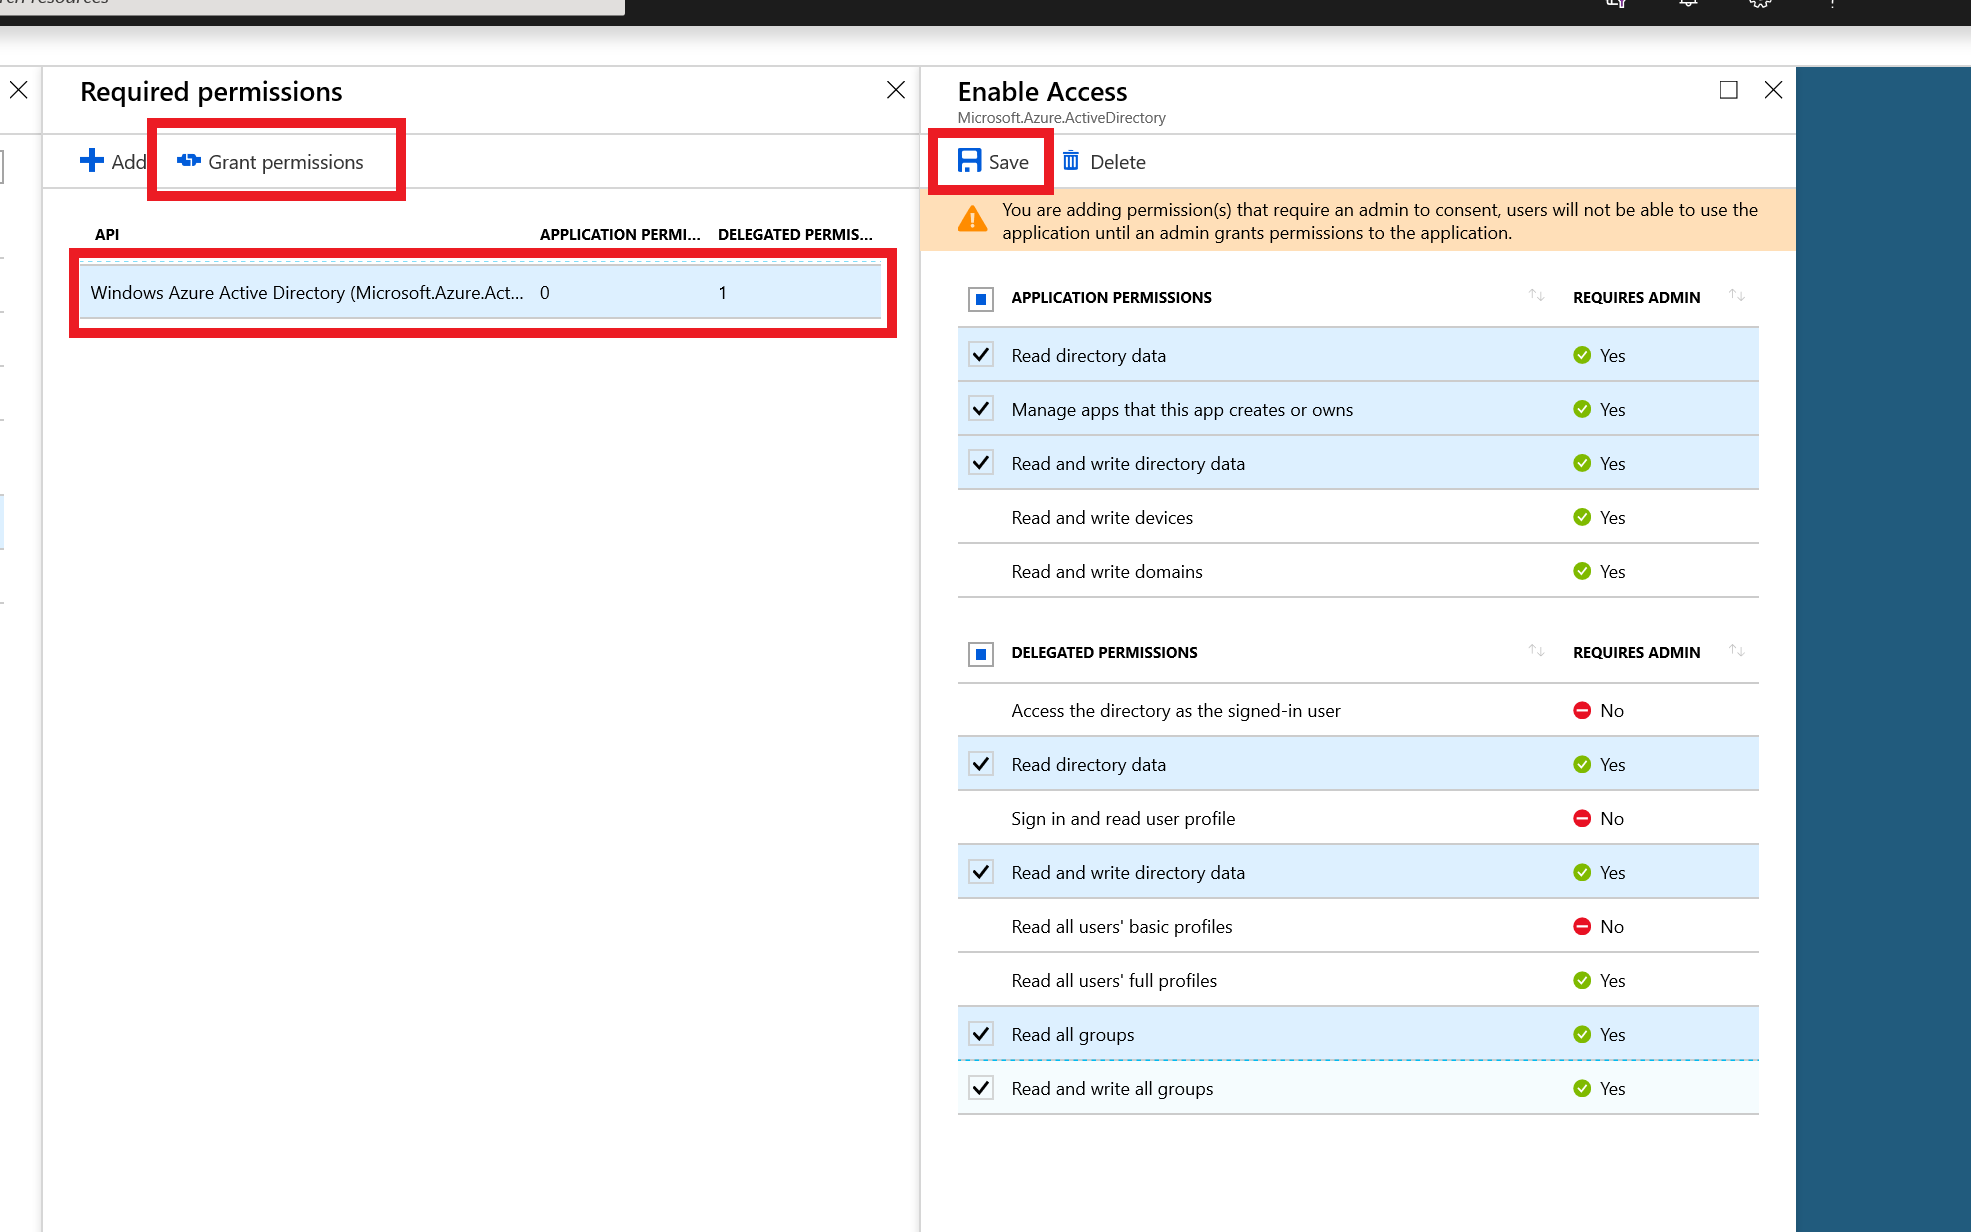 Required permissions
Add
Grant permissions
API
APPLICATION PERMI...
DELEGATED PERMIS...
Windows Azure Active Directory (Microsoft.Azure.Act...
0
1
Enable Access
Microsoft.Azure.ActiveDirectory
Save
Delete
You are adding permission(s) that require an admin to consent, users will not be able to use the
application until an admin grants permissions to the application.
APPLICATION PERMISSIONS
REQUIRES ADMIN
Read directory data
Yes
Manage apps that this app creates or owns
Yes
Read and write directory data
Yes
Read and write devices
Yes
Read and write domains
Yes
DELEGATED PERMISSIONS
REQUIRES ADMIN
Access the directory as the signed-in user
No
Read directory data
Yes
Sign in and read user profile
No
Read and write directory data
Yes
Read all users' basic profiles
No
Read all users' full profiles
Yes
Read all groups
Yes
Read and write all groups
Yes